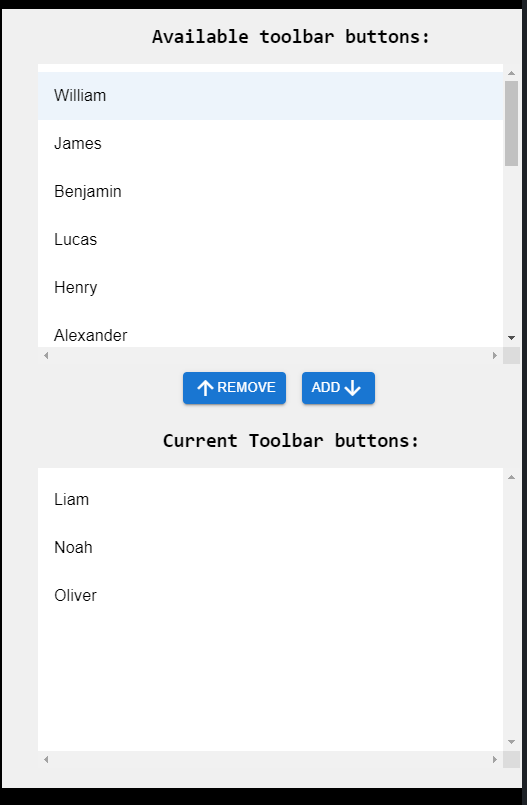 Available toolbar buttons:
William
James
Benjamin
Lucas
Henry
Alexander
REMOVE ADD
Current Toolbar buttons:
Liam
Noah
Oliver